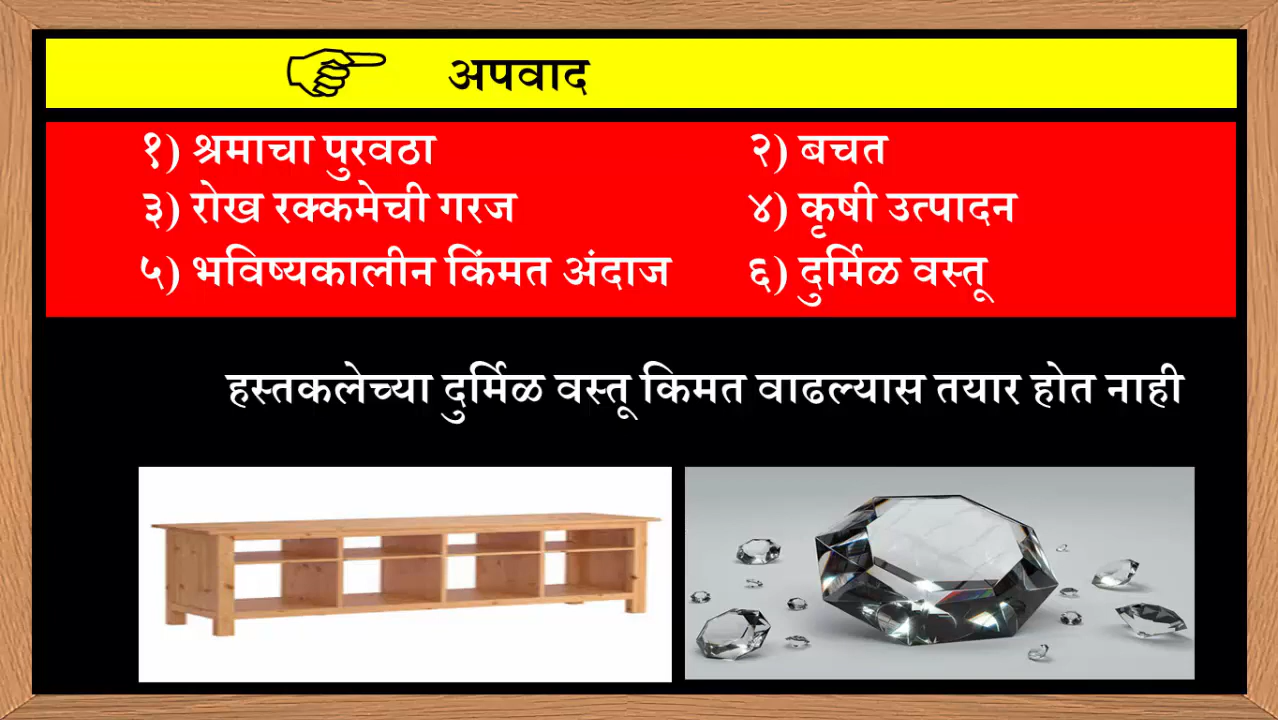 अपवाद
१) श्रमाचा पुरवठा २) बचत
३) रोख रक्कमेची गरज ४) कृषी उत्पादन
५) भविष्यकालीन किंमत अंदाज ६) दुर्मिळ वस्तू
हस्तकलेच्या दुर्मिळ वस्तू किमत वाढल्यास तयार होत नाही